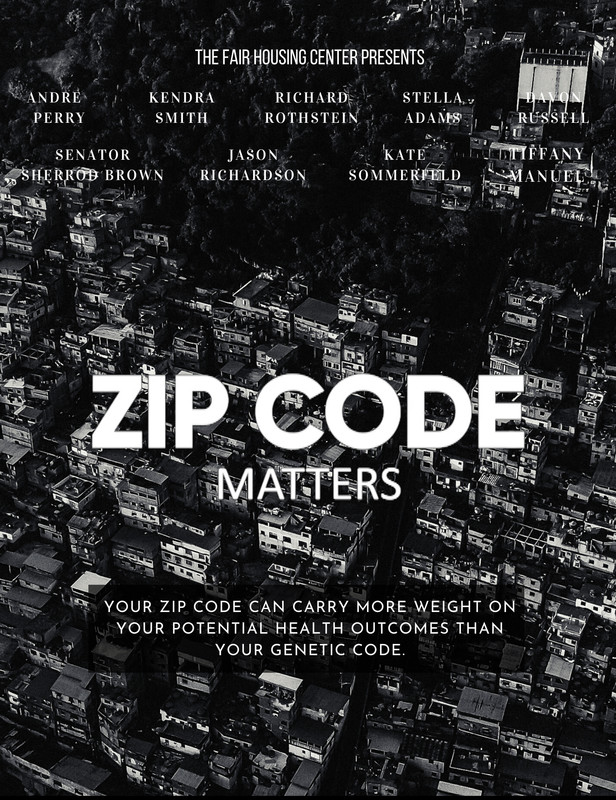 THE FAIR HOUSING CENTER PRESENTS
ANDRE PERRY
KENDRA SMITH
RICHARD ROTHSTEIN
STELLA ADAMS
DAVON RUSSELL
SENATOR SHERROD BROWN
JASON RICHARDSON
KATE SOMMERFELD
TIFFANY MANUEL
ZIP CODE
MATTERS
YOUR ZIP CODE CAN CARRY MORE WEIGHT ON
YOUR POTENTIAL HEALTH OUTCOMES THAN
YOUR GENETIC CODE.